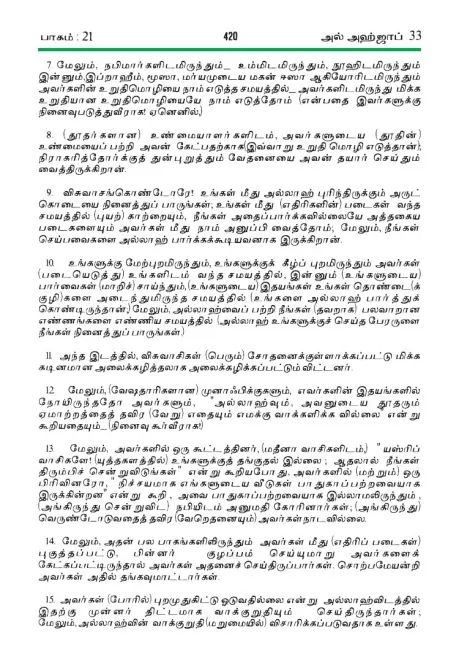 பாகம் : 21 420 அல் அஹ்ஜாப் 33
7. மேலும், நபிமார்களிடமிருந்தும்_ உம்மிடமிருந்தும், நூஹிடமிருந்தும்
இன்னும்,இப்றாஹீம், மூஸா, மர்யமுடைய மகன் ஈஸா ஆகியோரிடமிருந்தும்
அவர்களின் உறுதிமொழியை நாம் எடுத்த சமயத்தில்_ அவர்களிடமிருந்து மிக்க
உறுதியான உறுதிமொழியையே நாம் எடுத்தோம் (என்பதை இவர்களுக்கு
நினைவுபடுத்துவீராக! ஏனெனில்,)
8. (தூதர்களான) உண்மையாளர்களிடம், அவர்களுடைய (தூதின்)
உண்மையைப் பற்றி அவன் கேட்பதற்காக(இவ்வாறு உறுதி மொழி எடுத்தான்);
நிராகரித்தோர்க்குத் துன்புறுத்தும் வேதனையை அவன் தயார் செய்தும்
வைத்திருக்கிறான்.
9. விசுவாசங்கொண்டோரே! உங்கள் மீது அல்லாஹ் புரிந்திருக்கும் அருட்
கொடையை நினைத்துப் பாருங்கள்; உங்கள் மீது (எதிரிகளின்) படைகள் வந்த
சமயத்தில் (புயற்) காற்றையும், நீங்கள் அதைப்பார்க்கவில்லையே அத்தகைய
படைகளையும் அவர்கள் மீது நாம் அனுப்பி வைத்தோம்; மேலும், நீங்கள்
செய்பவைகளை அல்லாஹ் பார்க்கக்கூடியவனாக இருக்கிறான்.
10. உங்களுக்கு மேற்புறமிருந்தும், உங்களுக்குக் கீழ்ப் புறமிருந்தும் அவர்கள்
(படையெடுத்து) உங்களிடம் வந்த சமயத்தில், இன்னும் (உங்களுடைய)
பார்வைகள் (மாறிச்) சாய்ந்தும், (உங்களுடைய) இதயங்கள் உங்கள் தொண்டை(க்
குழி)களை அடைந்துமிருந்த சமயத்தில் (உங்களை அல்லாஹ் பார்த்துக்
கொண்டிருந்தான்;) மேலும், அல்லாஹ்வைப் பற்றி நீங்கள் (தவறாக) பலவாறான
எண்ணங்களை எண்ணிய சமயத்தில் (அல்லாஹ் உங்களுக்குச் செய்த பேரருளை
நீங்கள் நினைத்துப் பாருங்கள்.)
11. அந்த இடத்தில், விசுவாசிகள் (பெரும்) சோதனைக்குள்ளாக்கப்பட்டு மிக்க
கடினமான அலைக்கழித்தலாக அலைக்கழிக்கப்பட்டும் விட்டனர்.
12. மேலும், (வேஷதாரிகளான) முனாஃபிக்குகளும், எவர்களின் இதயங்களில்
நோயிருந்ததோ அவர்களும், "அல்லாஹ்வும், அவனுடைய தூதரும்
ஏமாற்றத்தைத் தவிர (வேறு) எதையும் எமக்கு வாக்களிக்க வில்லை" என்று
கூறியதையும்_(நினைவு கூர்வீராக!)
13. மேலும், அவர்களில் ஒரு கூட்டத்தினர், (மதீனா வாசிகளிடம்,) "யஸ்ரிப்
வாசிகளே! (யுத்தகளத்தில்) உங்களுக்குத் தங்குதல் இல்லை; ஆதலால் நீங்கள்
திரும்பிச் சென்றுவிடுங்கள்" என்று கூறியபோது, அவர்களில் (மற்றும்) ஒரு
பிரிவினரோ, "நிச்சயமாக எங்களுடைய வீடுகள் பாதுகாப்பற்றவையாக
இருக்கின்றன" என்று கூறி, அவை பாதுகாப்பற்றவையாக இல்லாமலிருந்தும்,
(அங்கிருந்து சென்றுவிட) நபியிடம் அனுமதி கோரினார்கள்; (அங்கிருந்து)
வெருண்டோடுவதைத் தவிர (வேறெதனையும்) அவர்கள் நாடவில்லை.
14. மேலும், அதன் பல பாகங்களிலிருந்தும் அவர்கள் மீது (எதிரிப் படைகள்)
புகுத்தப்பட்டு, பின்னர் குழப்பம் செய்யுமாறு அவர்களைக்
கேட்கப்பட்டிருந்தால் அவர்கள் அதனைச் செய்திருப்பார்கள். சொற்பமேயன்றி
அவர்கள் அதில் தங்கவுமாட்டார்கள்.
15. அவர்கள் (போரில்) புறமுதுகிட்டு ஓடுவதில்லை என்று அல்லாஹ்விடத்தில்
இதற்கு முன்னர் திட்டமாக வாக்குறுதியும் செய்திருந்தார்கள்;
மேலும், அல்லாஹ்வின் வாக்குறுதி (மறுமையில்) விசாரிக்கப்படுவதாக உள்ளது.